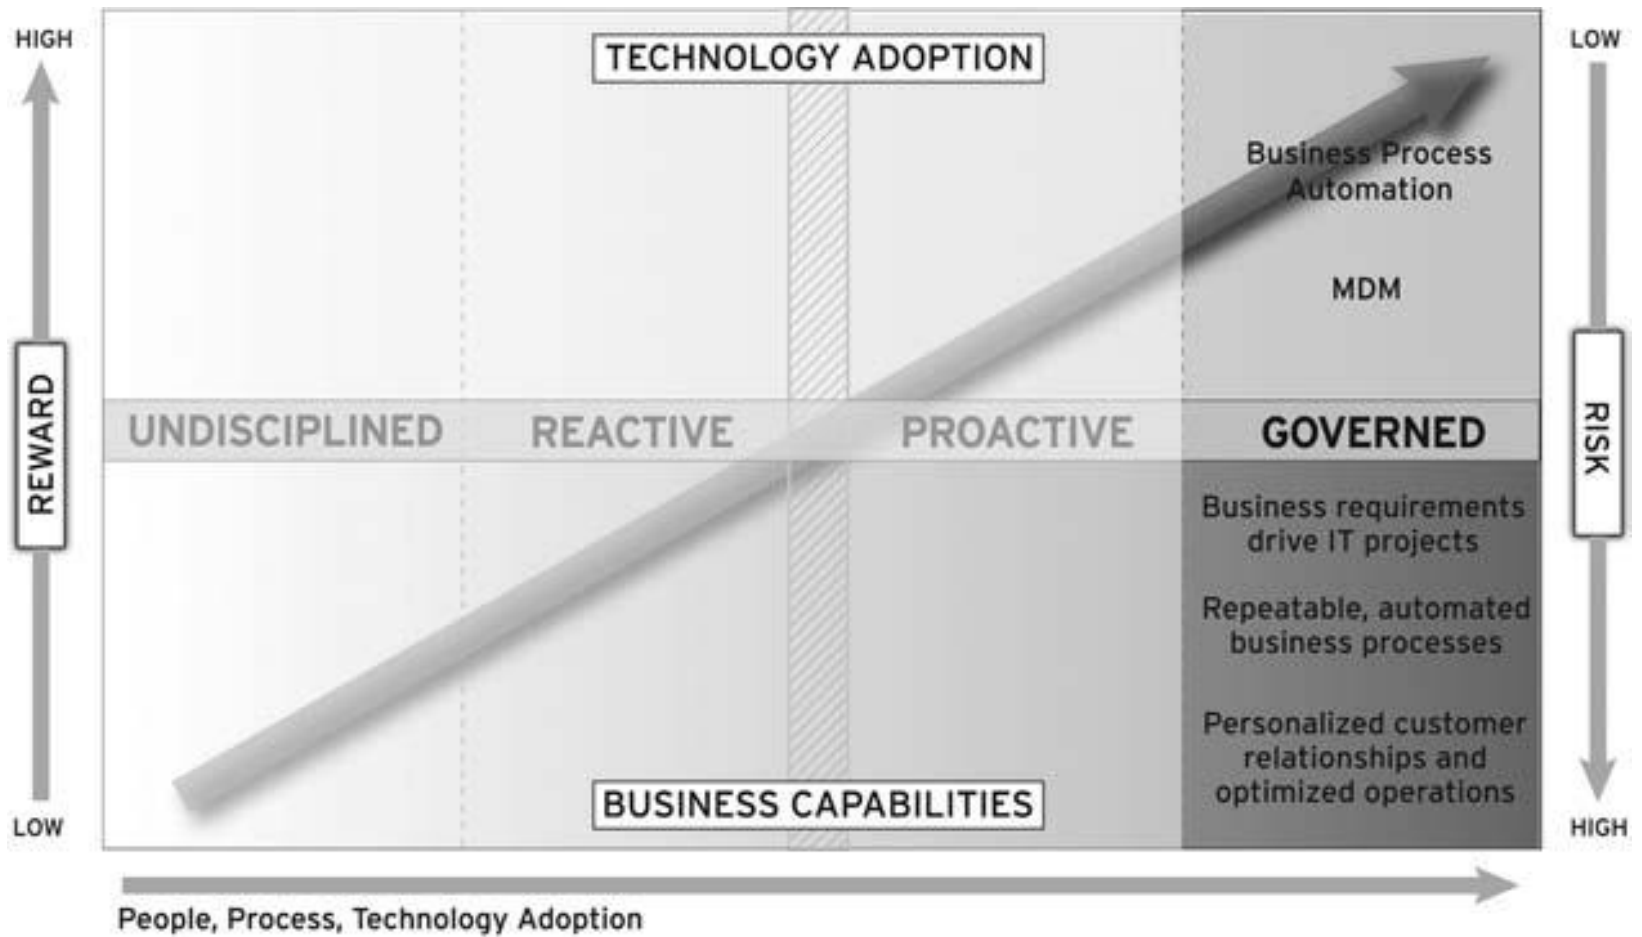 HIGH
LOW
TECHNOLOGY ADOPTION
Business Process
Automation
MDM
REWARD
UNDISCIPLINED
REACTIVE
PROACTIVE
GOVERNED
RISK
Business requirements
drive IT projects
Repeatable, automated
business processes
Personalized customer
relationships and
optimized operations
BUSINESS CAPABILITIES
LOW
HIGH
People, Process, Technology Adoption